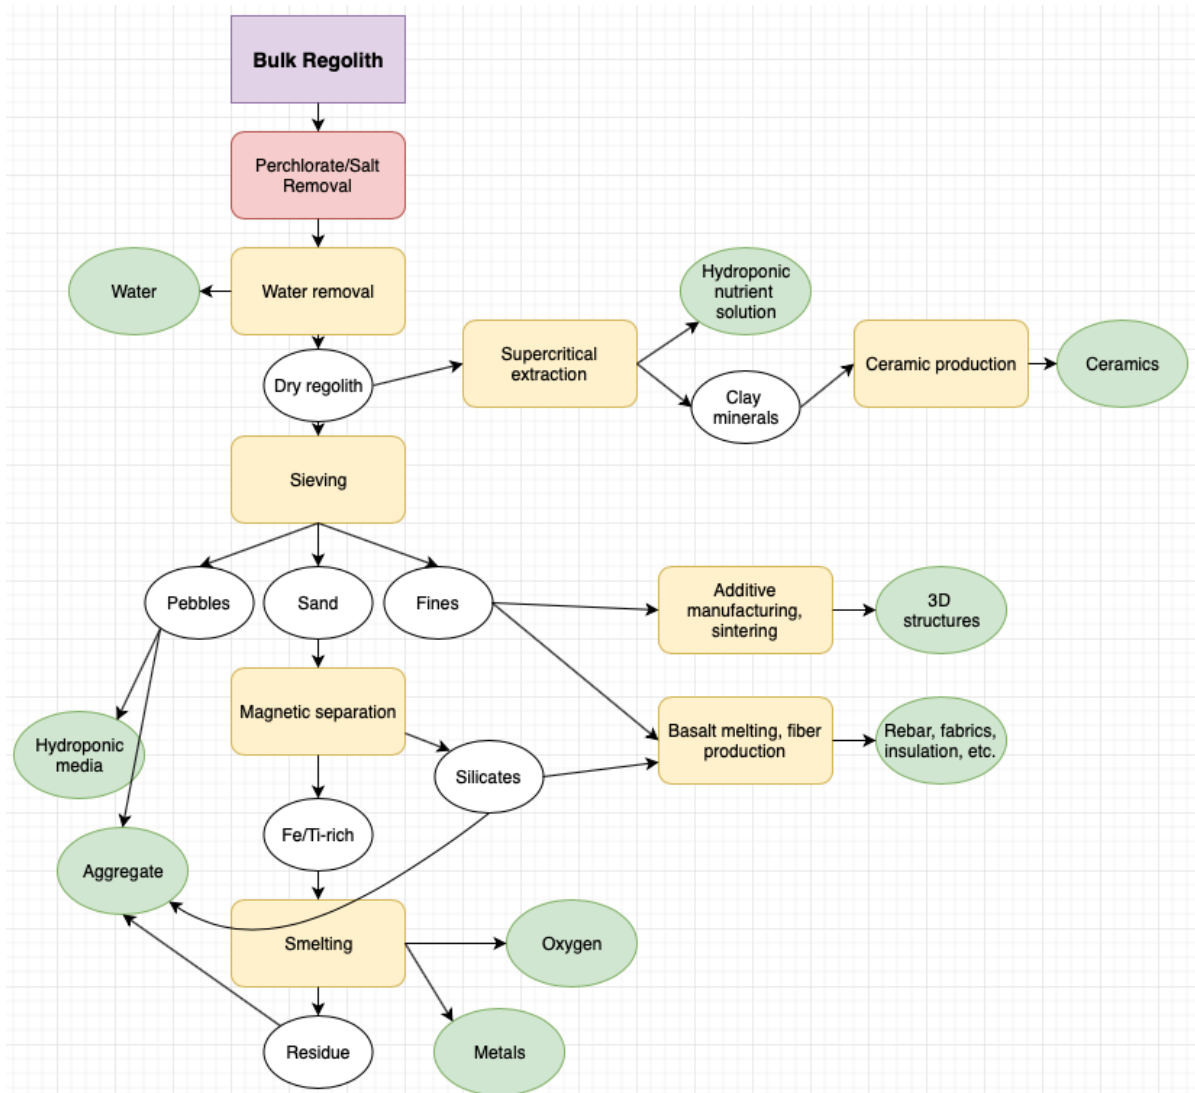 Bulk Regolith
Perchlorate/Salt
Removal
Water
Water removal
Hydroponic
nutrient
solution
Supercritical
extraction
Ceramic production
Ceramics
Dry regolith
Clay
minerals
Sieving
Pebbles
Sand
Fines
Additive
manufacturing,
sintering
3D
structures
Magnetic separation
Basalt melting, fiber
production
Rebar, fabrics,
insulation, etc.
Hydroponic
media
Silicates
Fe/Ti-rich
Aggregate
Smelting
Oxygen
Residue
Metals